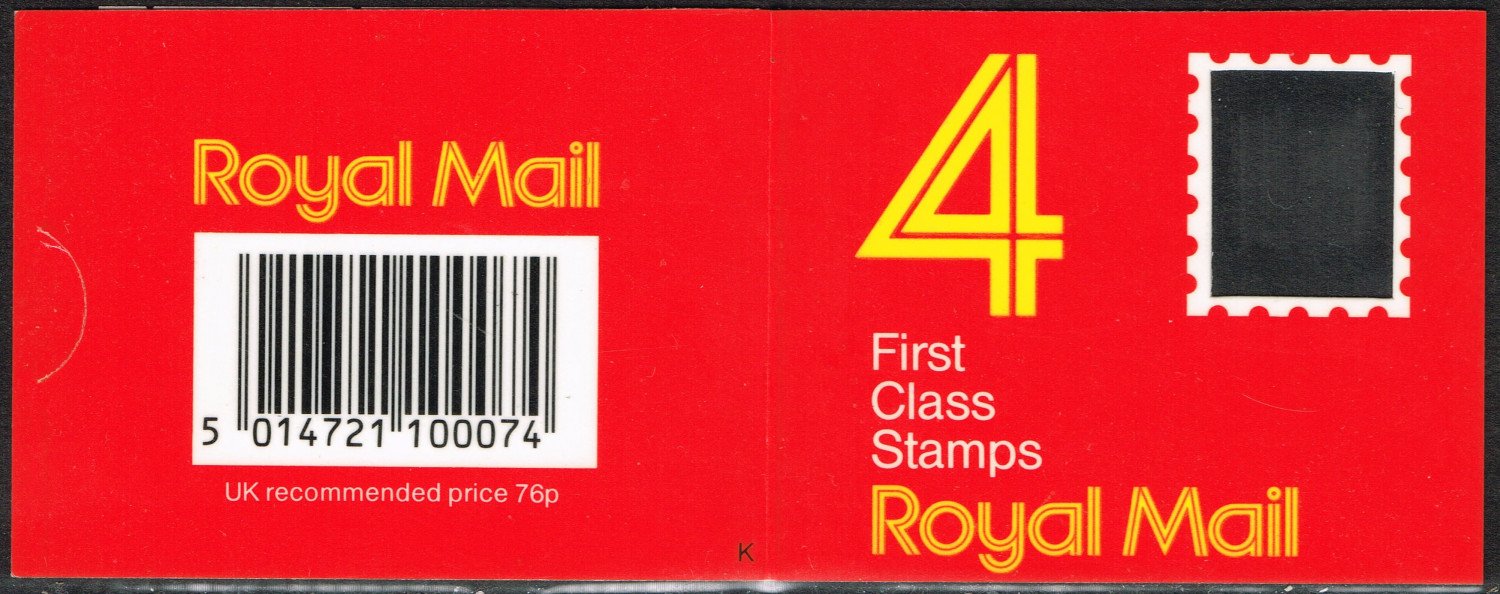 Royal Mail
5 014721 100074
UK recommended price 76p
K
4
First
Class
Stamps
Royal Mail